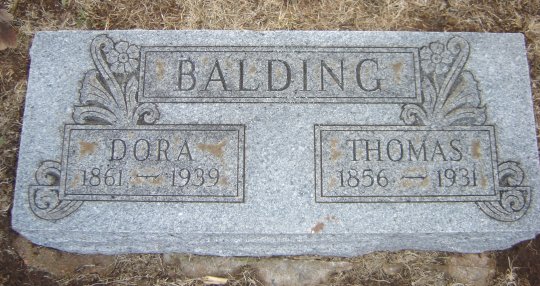 BALDING
DORA
1861 — 1939
THOMAS
1856 — 1931